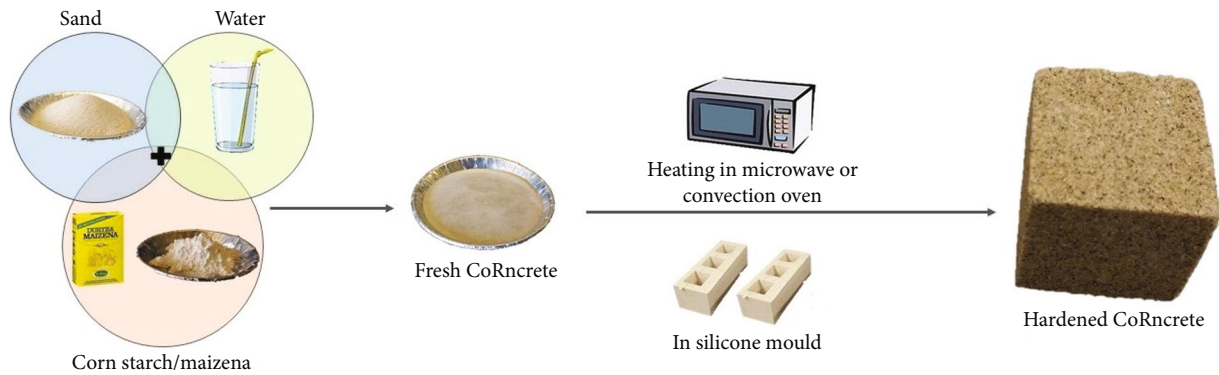 Sand
Water
DURYEA
MAIZENA
Corn starch/maizena
Fresh CoRncrete
Heating in microwave or
convection oven
In silicone mould
Hardened CoRncrete